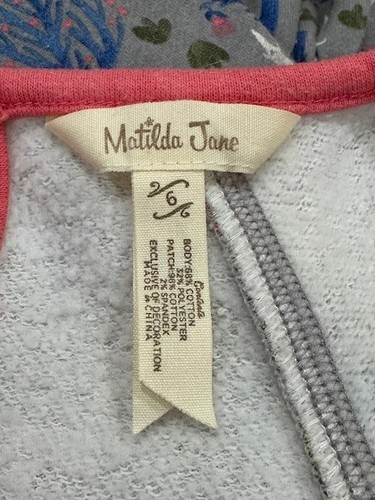 Matilda Jane
6
Contents
BODY:68% COTTON
32% POLYESTER
PATCH:98% COTTON
2% SPANDEX
EXCLUSIVE OF DECORATION
MADE IN CHINA